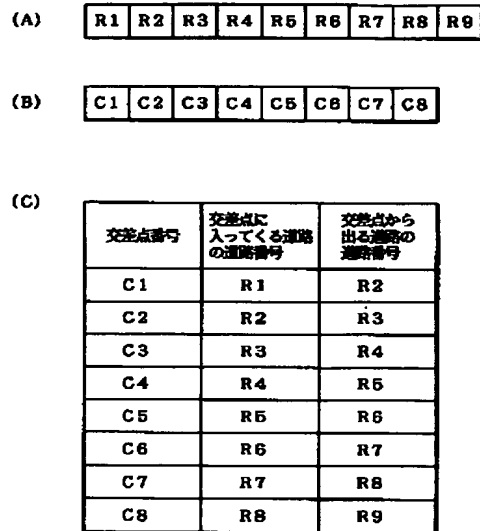 (A) R1 R2 R3 R4 R5 R6 R7 R8 R9
(B) C1 C2 C3 C4 C5 C6 C7 C8
(C)
交差点番号
交差点に
入ってくる道路
の道路番号
交差点から
出る道路の
道路番号
C1 R1 R2
C2 R2 R3
C3 R3 R4
C4 R4 R5
C5 R5 R6
C6 R6 R7
C7 R7 R8
C8 R8 R9